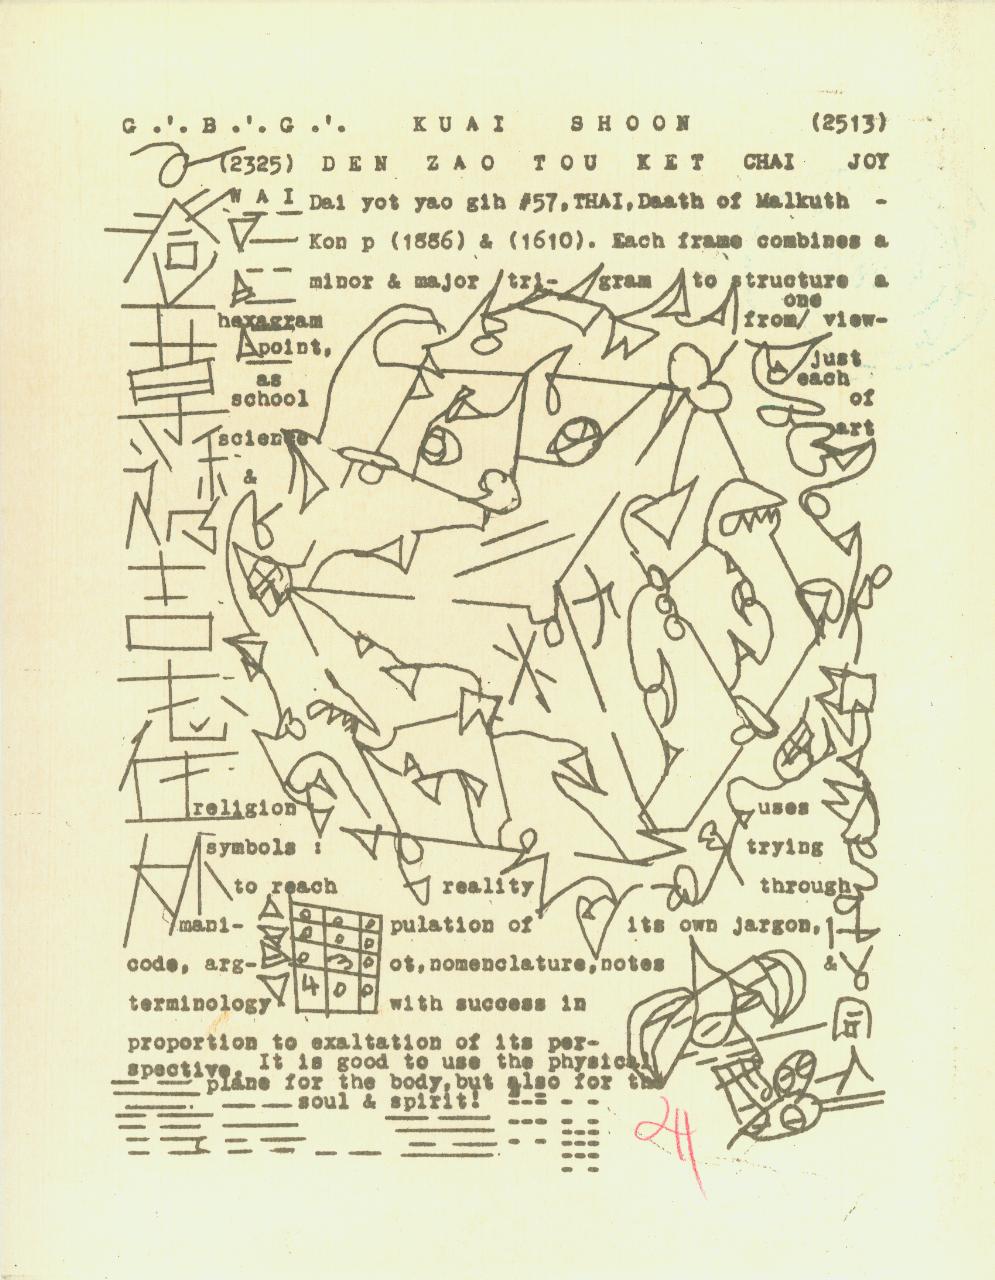 G .'. B .'. G .'. KUAI SHOON (2513)
(2325) DEN ZAO TOU KET CHAI JOY
WAI Dai yot yao gih #57, THAI, Daath of Malkuth -
Kon p (1886) & (1610). Each frame combines a
minor & major tri- gram to structure a
hexagram from/ one view-
point, just
as each
school of
science art
&
religion uses
symbols : trying
to reach reality through
mani- pulation of its own jargon,
code, arg- ot, nomenclature, notes &
terminology with success in
proportion to exaltation of its per-
spective. It is good to use the physical
plane for the body, but also for the
soul & spirit!
24